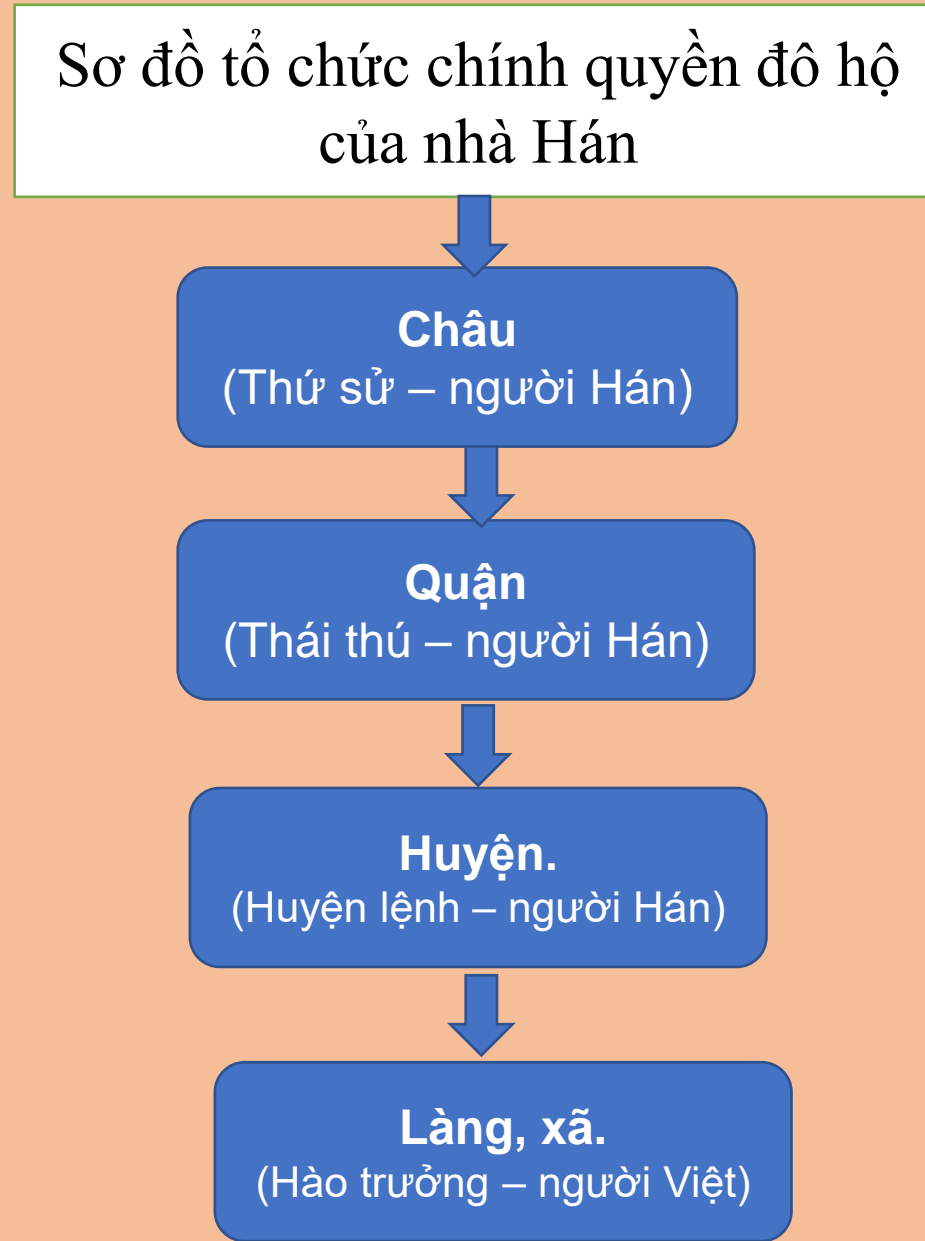 Sơ đồ tổ chức chính quyền đô hộ
của nhà Hán
Châu
(Thứ sử – người Hán)
Quận
(Thái thú – người Hán)
Huyện.
(Huyện lệnh – người Hán)
Làng, xã.
(Hào trưởng – người Việt)